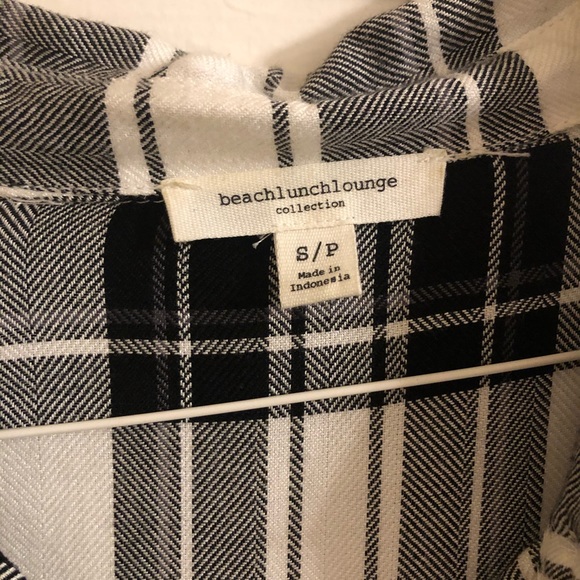 beachlunchlounge
collection
S/P
Made in
Indonesia